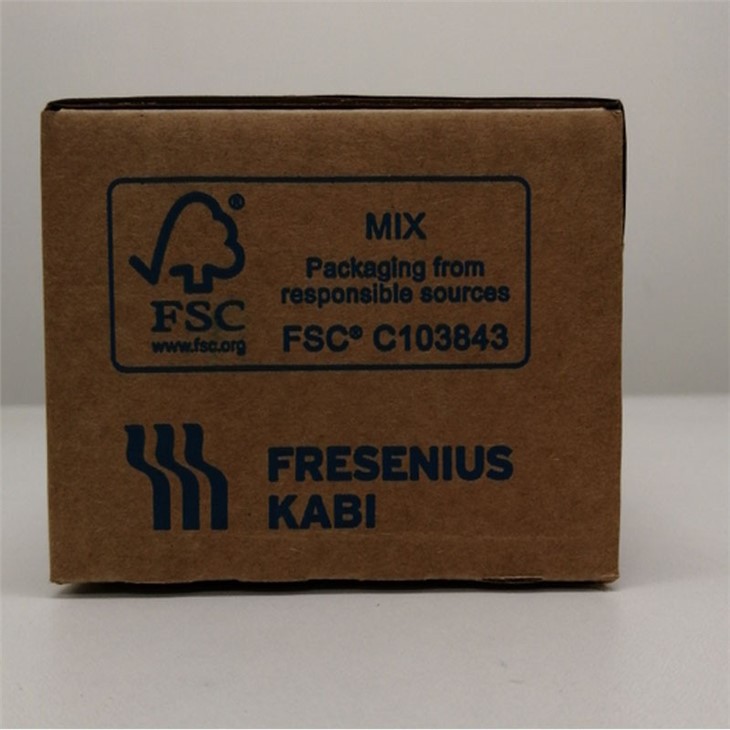 ®
MIX
Packaging from
responsible sources
FSC
www.fsc.org
FSC® C103843
FRESENIUS
KABI